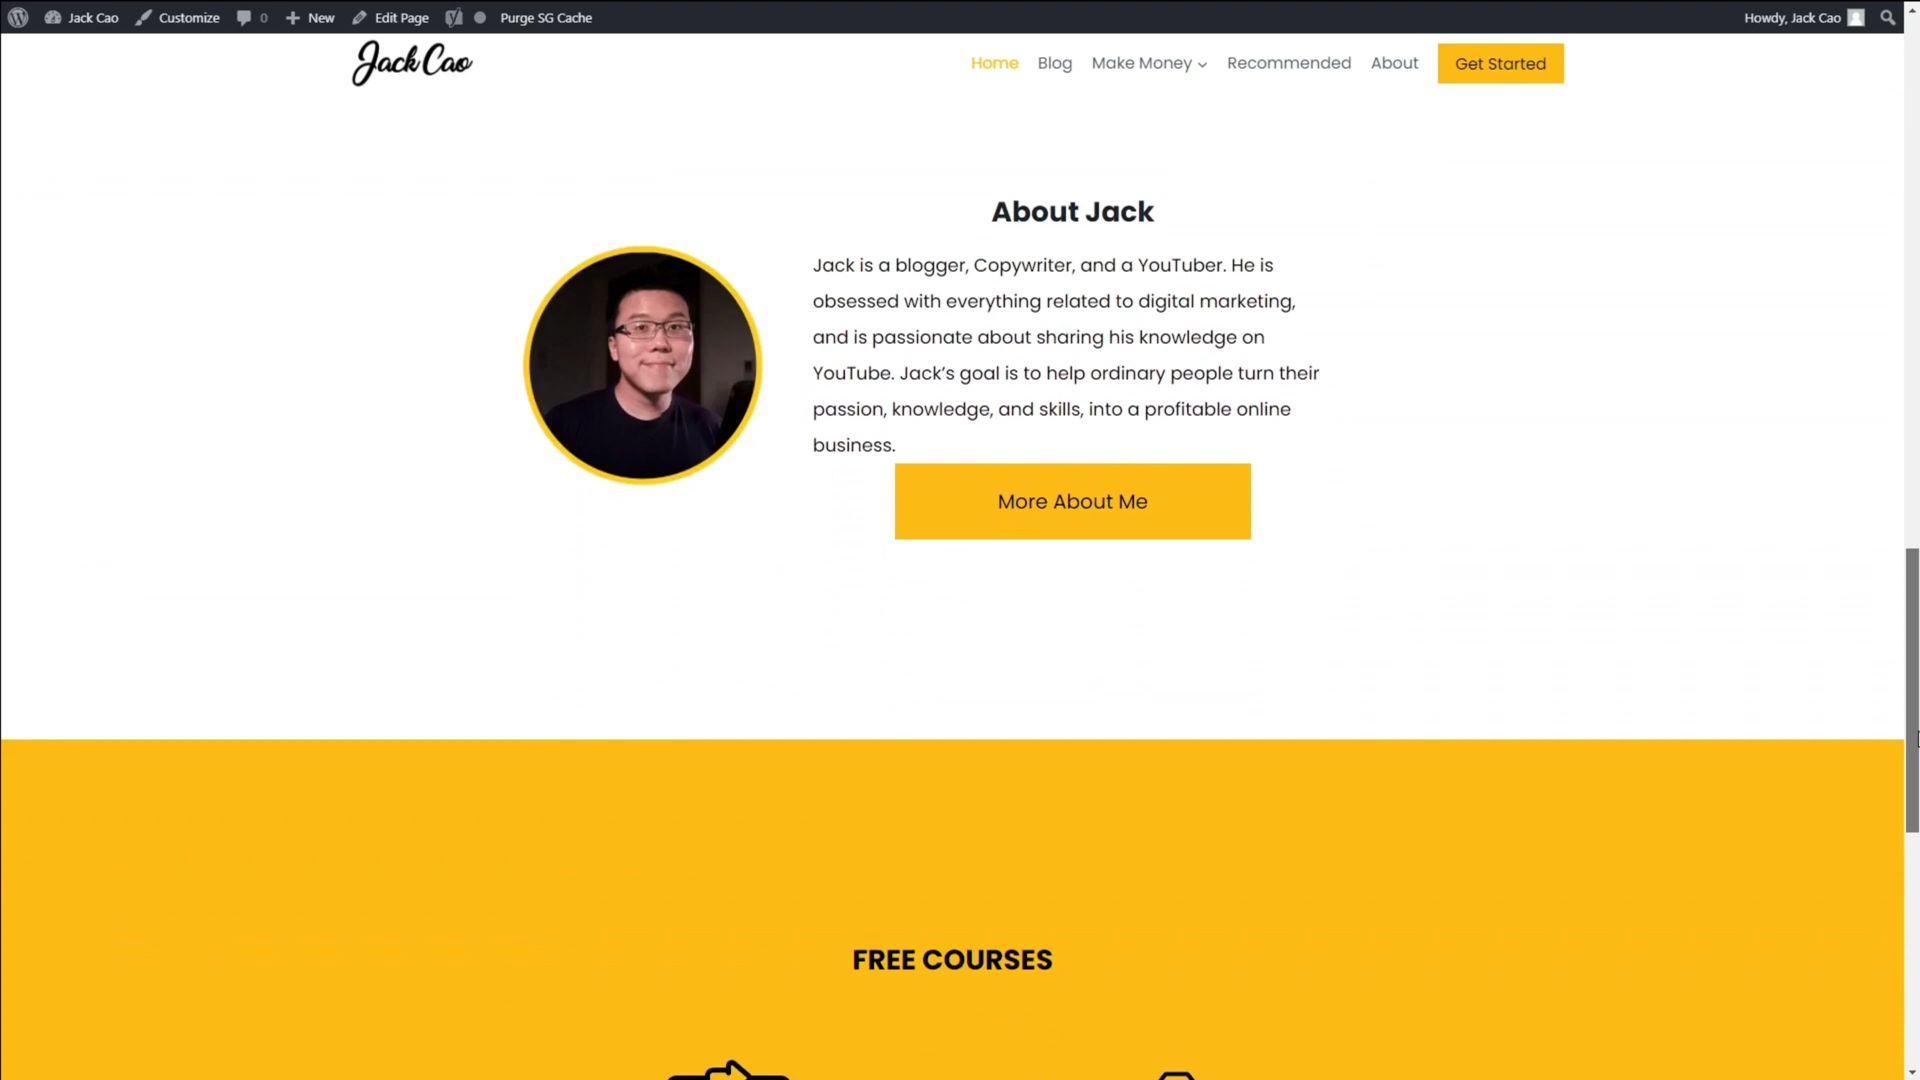 Jack Cao Customize 0 New Edit Page Purge SG Cache Howdy, Jack Cao
Jack Cao Home Blog Make Money Recommended About Get Started
About Jack
Jack is a blogger, Copywriter, and a YouTuber. He is
obsessed with everything related to digital marketing,
and is passionate about sharing his knowledge on
YouTube. Jack’s goal is to help ordinary people turn their
passion, knowledge, and skills, into a profitable online
business.
More About Me
FREE COURSES